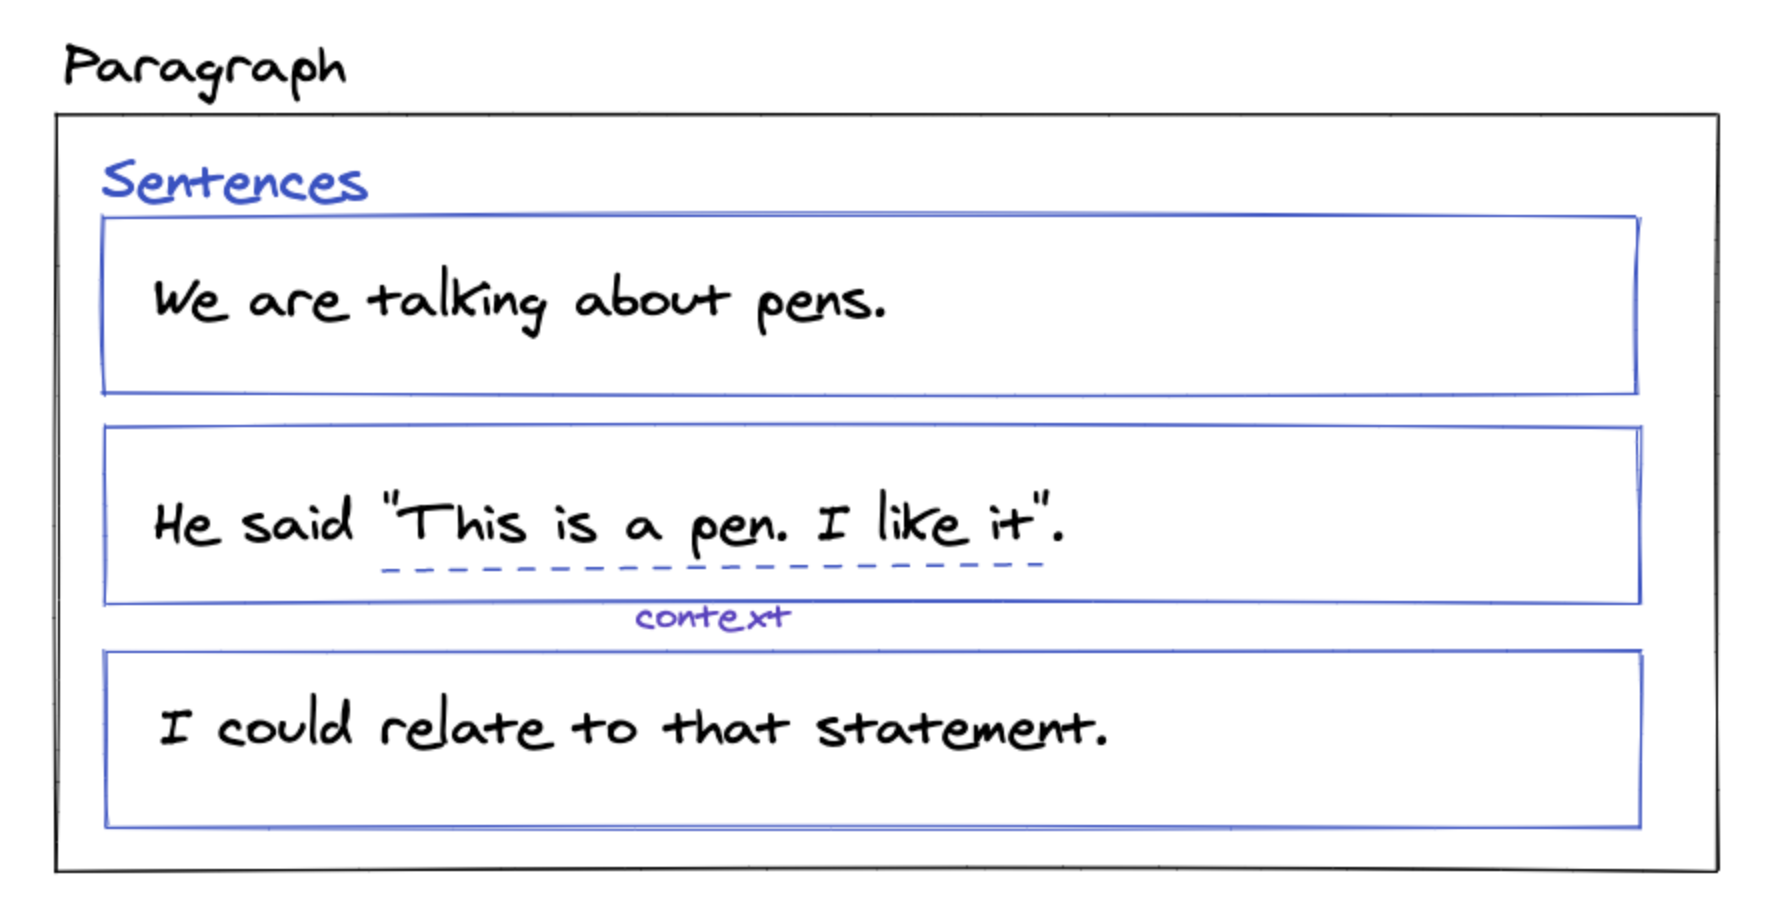 Paragraph
Sentences
We are talking about pens.
He said "This is a pen. I like it".
context
I could relate to that statement.